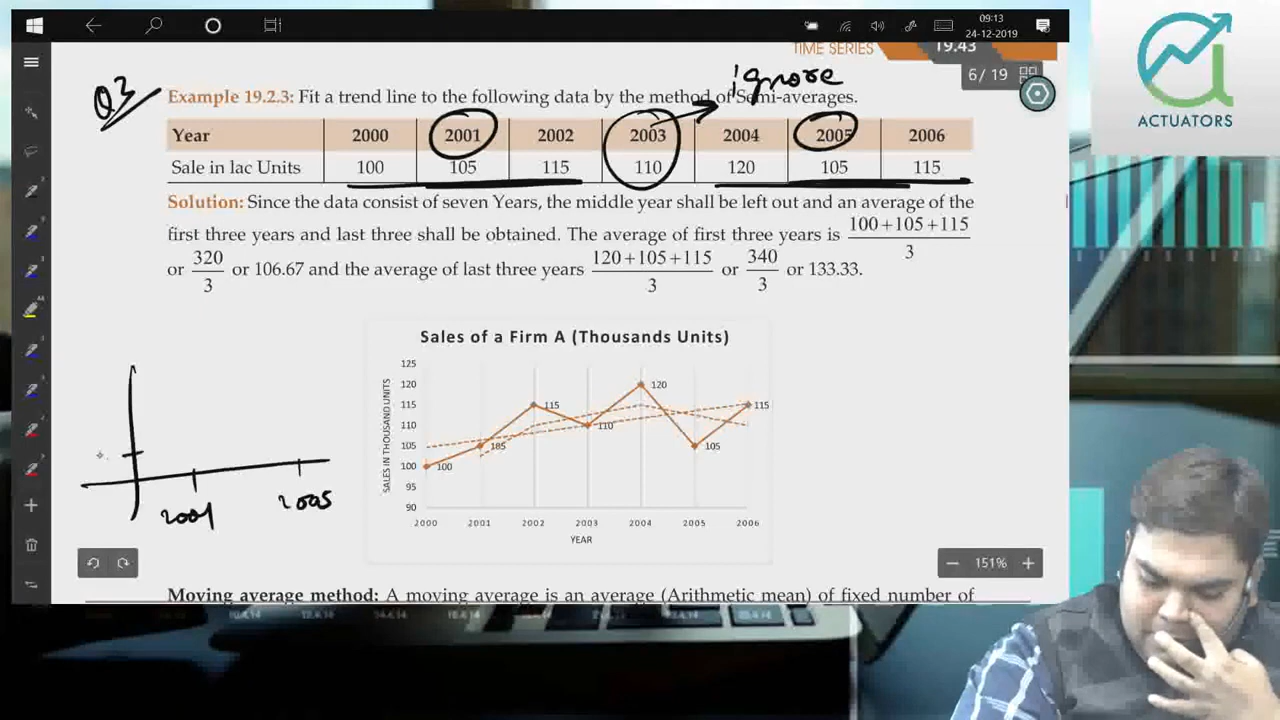 09:13
24-12-2019
TIME SERIES
19.43
6 / 19
ACTUATORS
ignore
Q3
Example 19.2.3: Fit a trend line to the following data by the method of Semi-averages.
Year 2000 2001 2002 2003 2004 2005 2006
Sale in lac Units 100 105 115 110 120 105 115
Solution: Since the data consist of seven Years, the middle year shall be left out and an average of the
first three years and last three shall be obtained. The average of first three years is 100+105+115 / 3
or 320 / 3 or 106.67 and the average of last three years 120+105+115 / 3 or 340 / 3 or 133.33.
Sales of a Firm A (Thousands Units)
SALES IN THOUSAND UNITS
125
120
115
110
105
100
95
90
100 105 115 110 120 105 115
2000 2001 2002 2003 2004 2005 2006
YEAR
2001 2005
151%
Moving average method: A moving average is an average (Arithmetic mean) of fixed number of